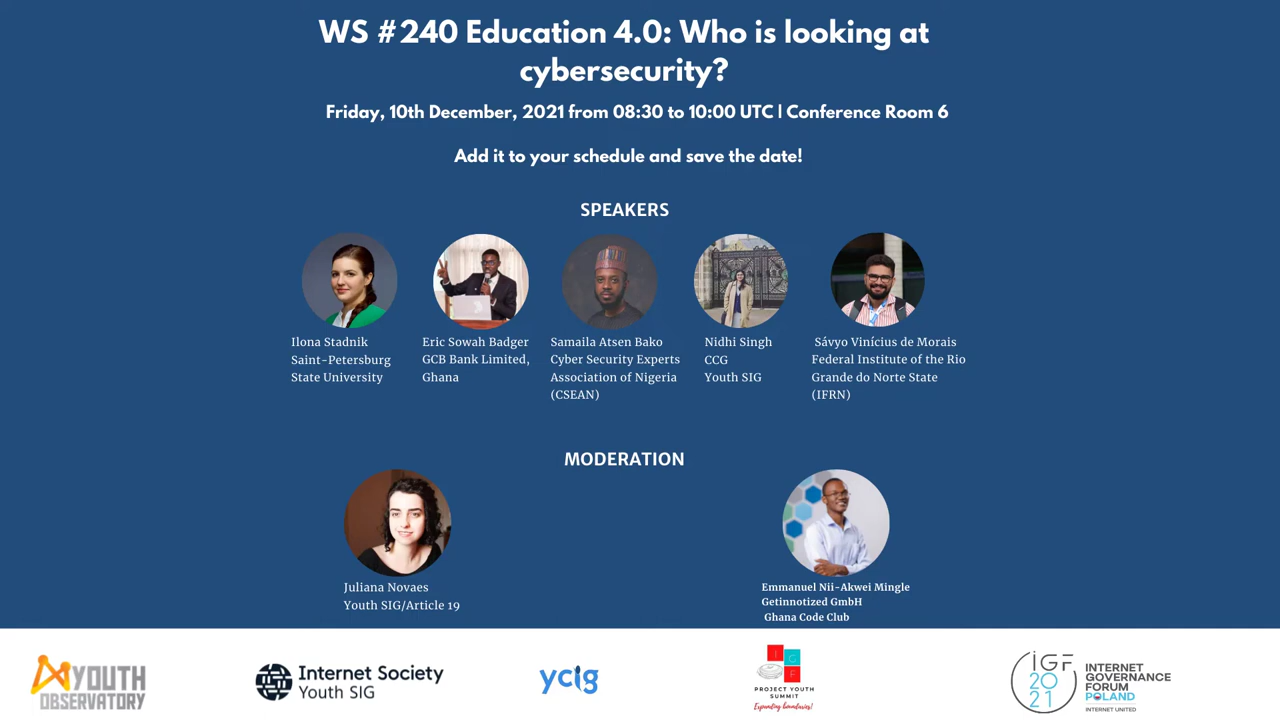 WS #240 Education 4.0: Who is looking at
cybersecurity?
Friday, 10th December, 2021 from 08:30 to 10:00 UTC | Conference Room 6
Add it to your schedule and save the date!
SPEAKERS
Ilona Stadnik
Saint-Petersburg
State University
Eric Sowah Badger
GCB Bank Limited,
Ghana
Samaila Atsen Bako
Cyber Security Experts
Association of Nigeria
(CSEAN)
Nidhi Singh
CCG
Youth SIG
Sávyo Vinícius de Morais
Federal Institute of the Rio
Grande do Norte State
(IFRN)
MODERATION
Juliana Novaes
Youth SIG/Article 19
Emmanuel Nii-Akwei Mingle
Getinnotized GmbH
Ghana Code Club
YOUTH
OBSERVATORY
Internet Society
Youth SIG
ycig
I
G
F
PROJECT YOUTH
SUMMIT
Expanding boundaries!
IGF
20
21
INTERNET
GOVERNANCE
FORUM
POLAND
INTERNET UNITED